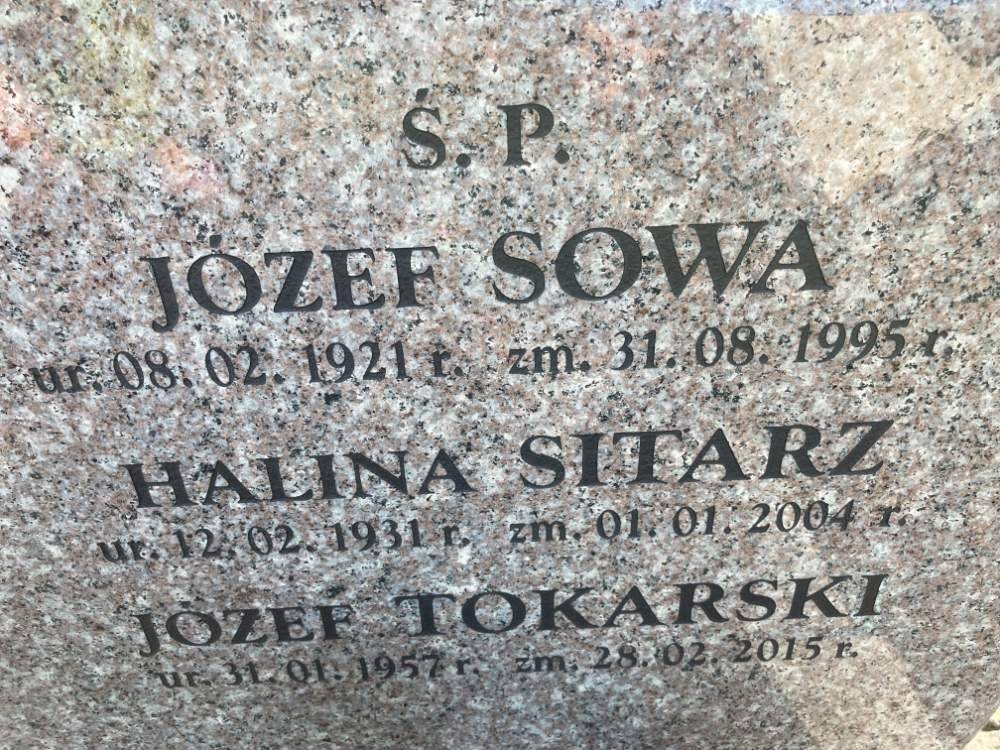 Ś. P.
JÓZEF SOWA
ur. 08. 02. 1921 r. zm. 31. 08. 1995 r.
HALINA SITARZ
ur. 12. 02. 1931 r. zm. 01. 01. 2004 r.
JÓZEF TOKARSKI
ur. 31. 01. 1957 r. zm. 28. 02. 2015 r.